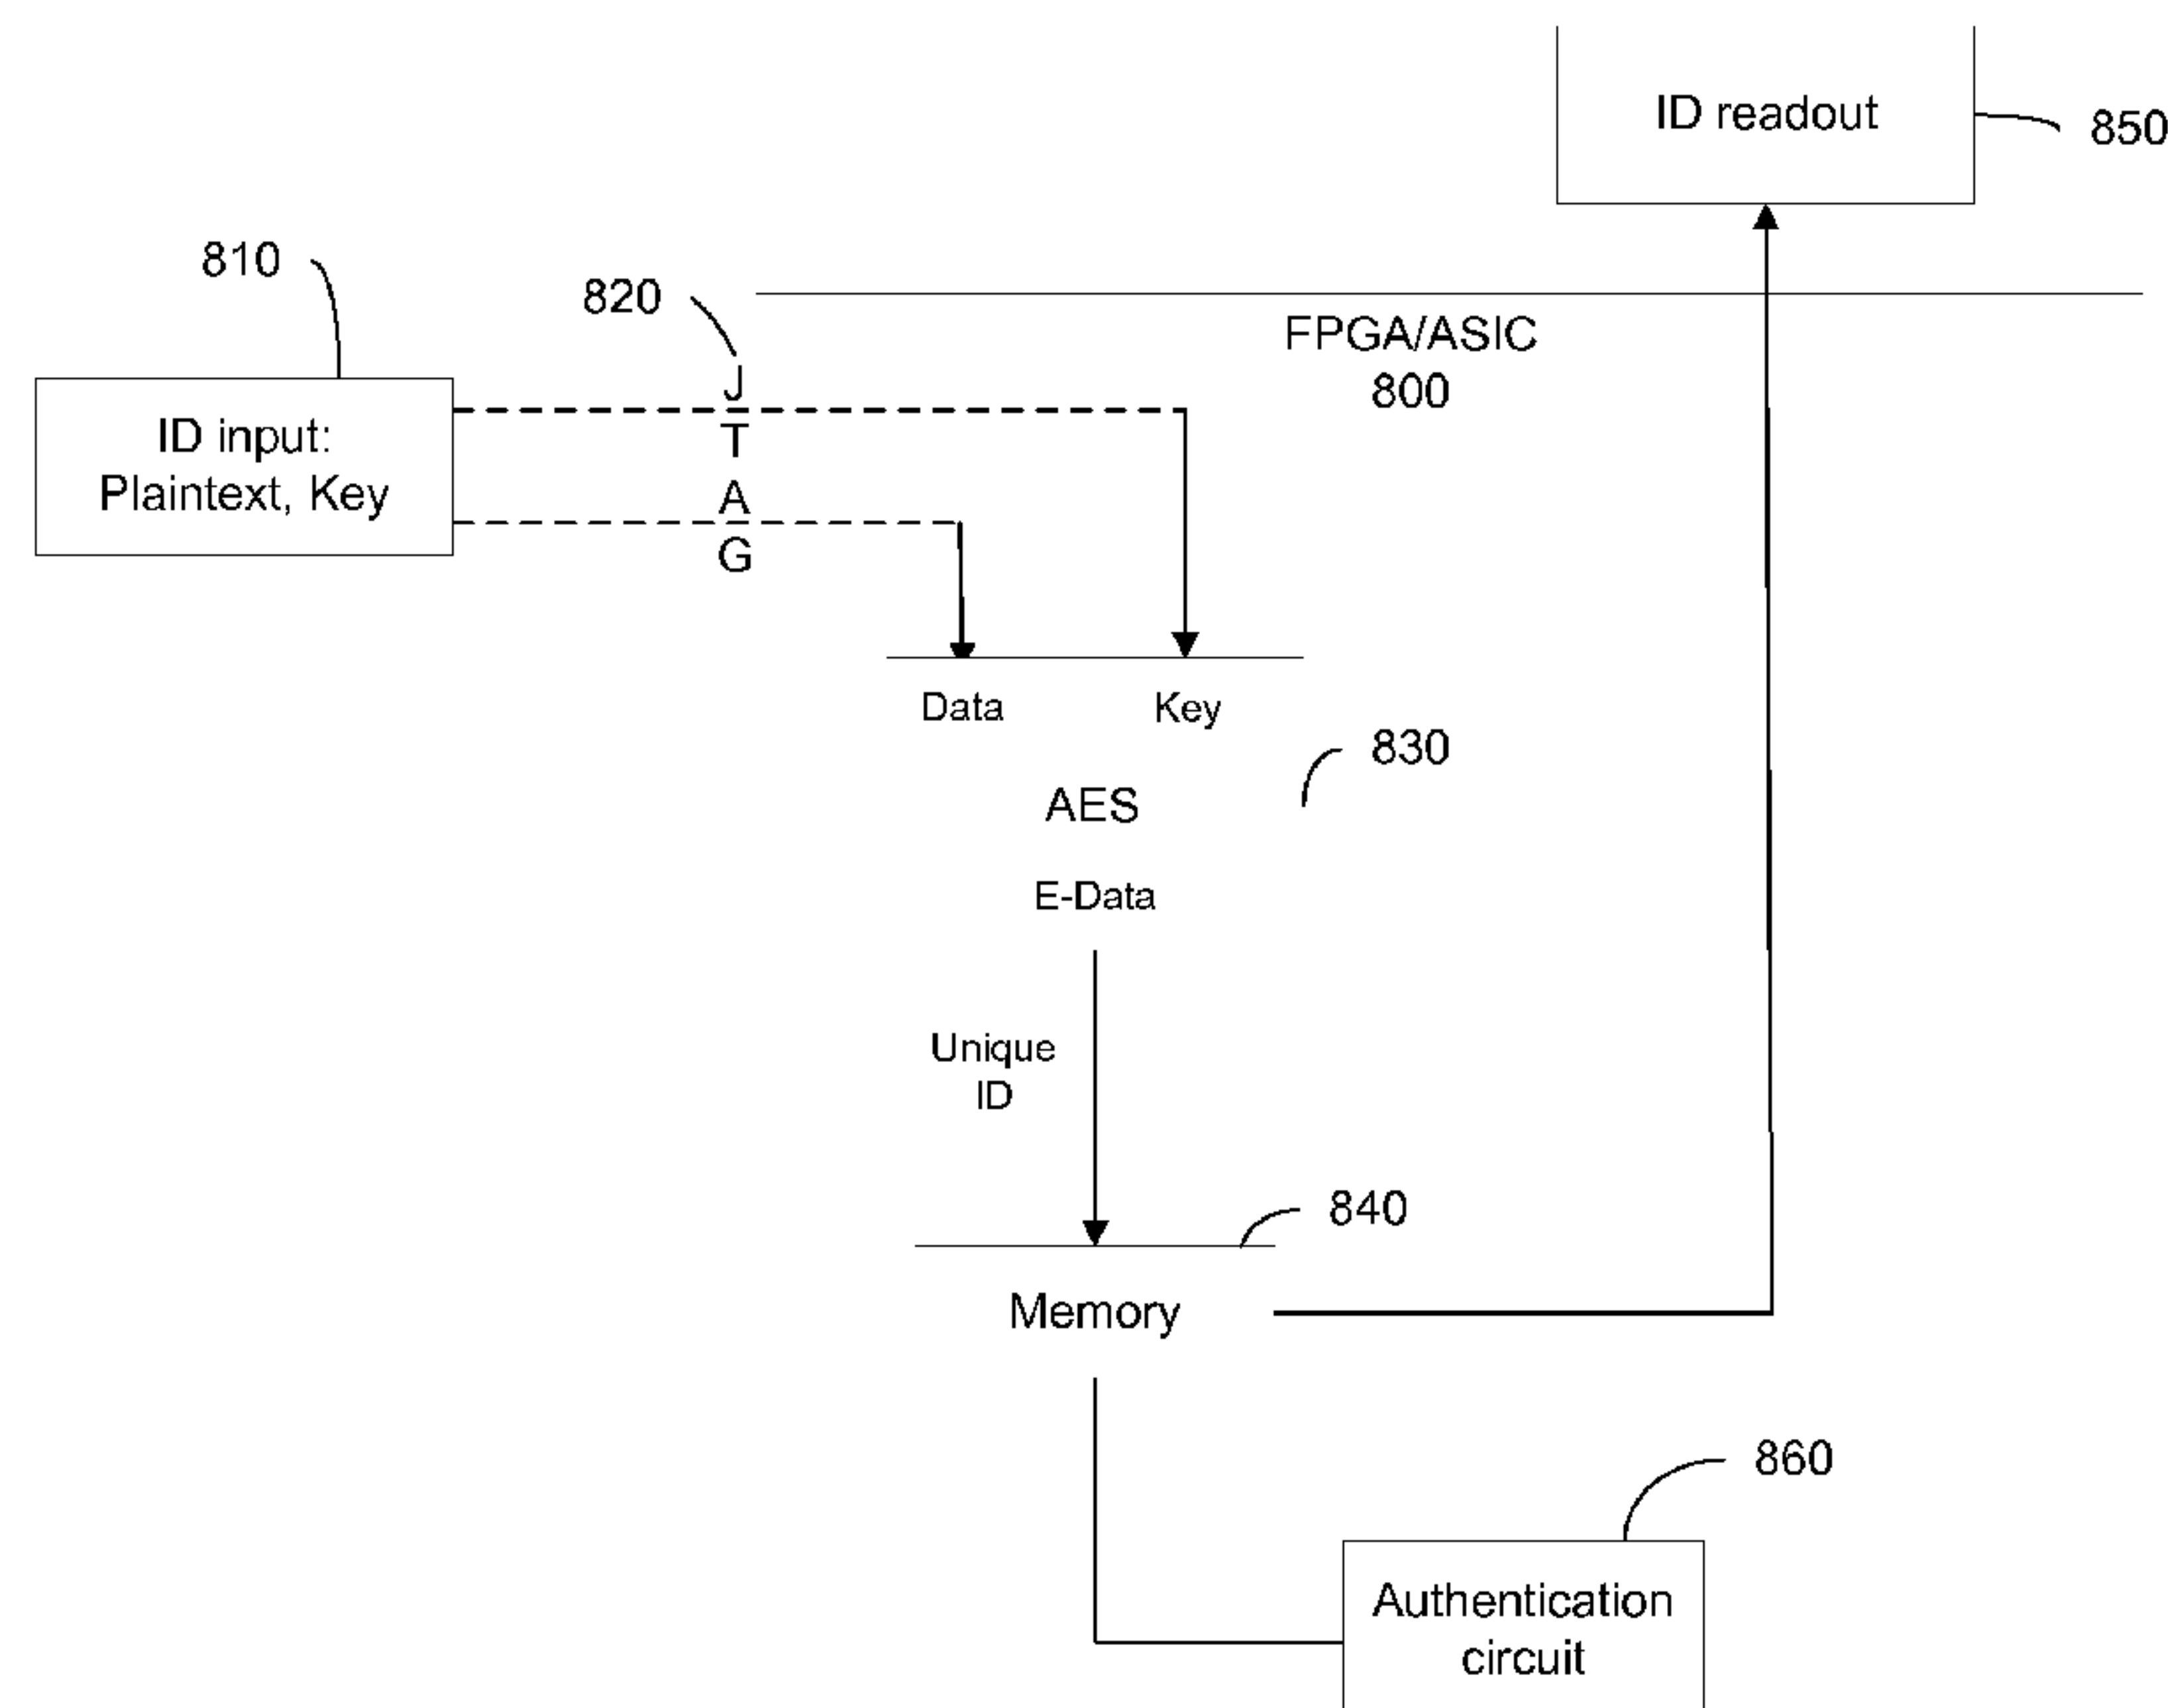 ID readout
850
810
820
FPGA/ASIC
800
ID input:
Plaintext, Key
J
T
A
G
Data
Key
830
AES
E-Data
Unique
ID
840
Memory
860
Authentication
circuit